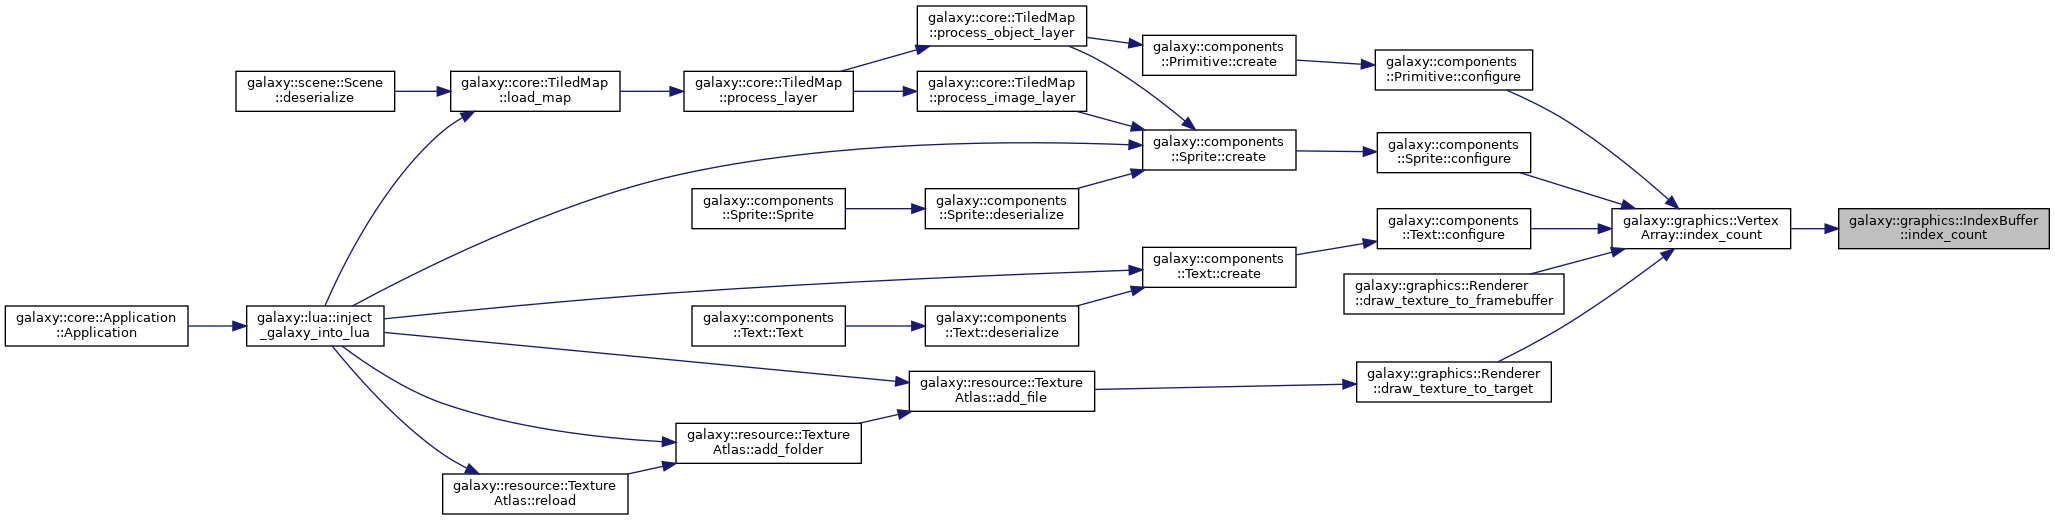 galaxy::core::TiledMap
::process_object_layer
galaxy::components
::Primitive::create
galaxy::components
::Primitive::configure
galaxy::scene::Scene
::deserialize
galaxy::core::TiledMap
::load_map
galaxy::core::TiledMap
::process_layer
galaxy::core::TiledMap
::process_image_layer
galaxy::components
::Sprite::create
galaxy::components
::Sprite::configure
galaxy::components
::Sprite::Sprite
galaxy::components
::Sprite::deserialize
galaxy::components
::Text::configure
galaxy::graphics::Vertex
Array::index_count
galaxy::graphics::IndexBuffer
::index_count
galaxy::components
::Text::create
galaxy::graphics::Renderer
::draw_texture_to_framebuffer
galaxy::core::Application
::Application
galaxy::lua::inject
_galaxy_into_lua
galaxy::components
::Text::Text
galaxy::components
::Text::deserialize
galaxy::graphics::Renderer
::draw_texture_to_target
galaxy::resource::Texture
Atlas::add_file
galaxy::resource::Texture
Atlas::add_folder
galaxy::resource::Texture
Atlas::reload